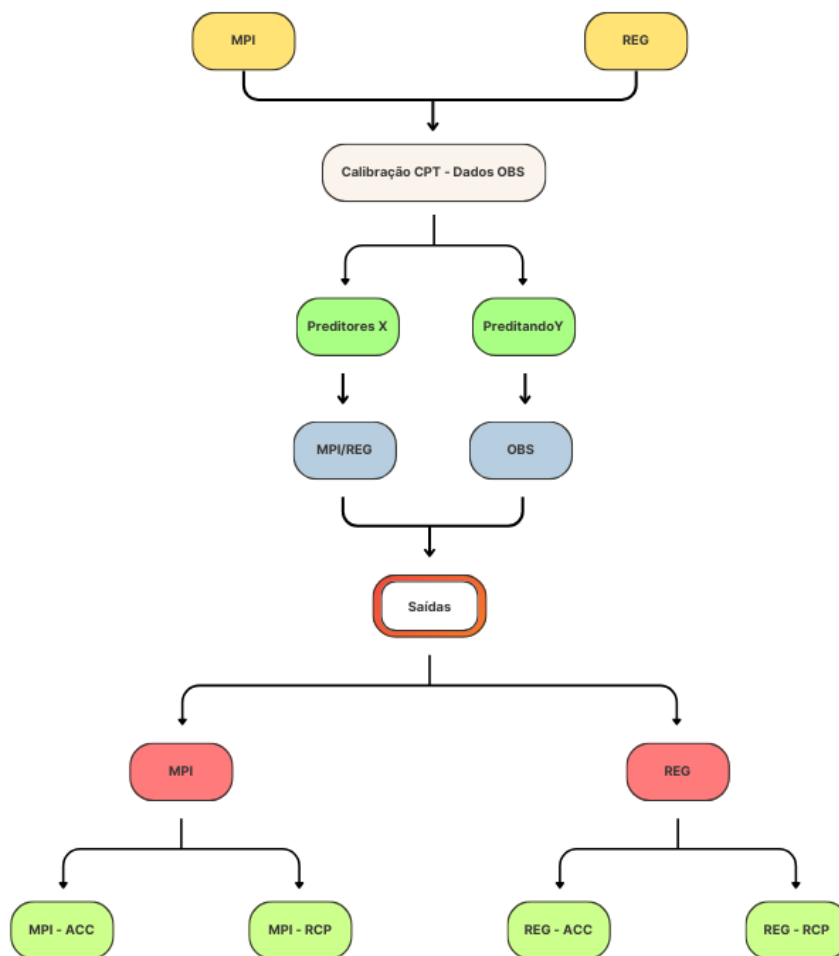 MPI
REG
Calibração CPT - Dados OBS
Preditores X
PreditandoY
MPI/REG
OBS
Saídas
MPI
REG
MPI - ACC
MPI - RCP
REG - ACC
REG - RCP